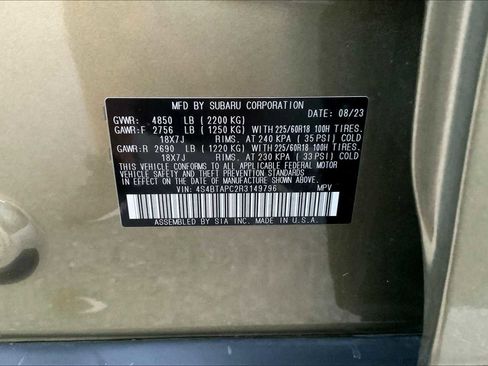 MFD BY SUBARU CORPORATION
GVWR: 4850 LB ( 2200 KG) DATE: 08/23
GAWR:F 2756 LB ( 1250 KG) WITH 225/60R18 100H TIRES.
18X7J RIMS. AT 240 KPA ( 35 PSI) COLD
GAWR:R 2690 LB ( 1220 KG) WITH 225/60R18 100H TIRES.
18X7J RIMS. AT 230 KPA ( 33 PSI) COLD
THIS VEHICLE CONFORMS TO ALL APPLICABLE FEDERAL MOTOR
VEHICLE SAFETY AND THEFT PREVENTION STANDARDS
IN EFFECT ON THE DATE OF MANUFACTURE SHOWN ABOVE.
VIN: 4S4BTAPC2R3149796 MPV
ASSEMBLED BY SIA INC. MADE IN U.S.A.